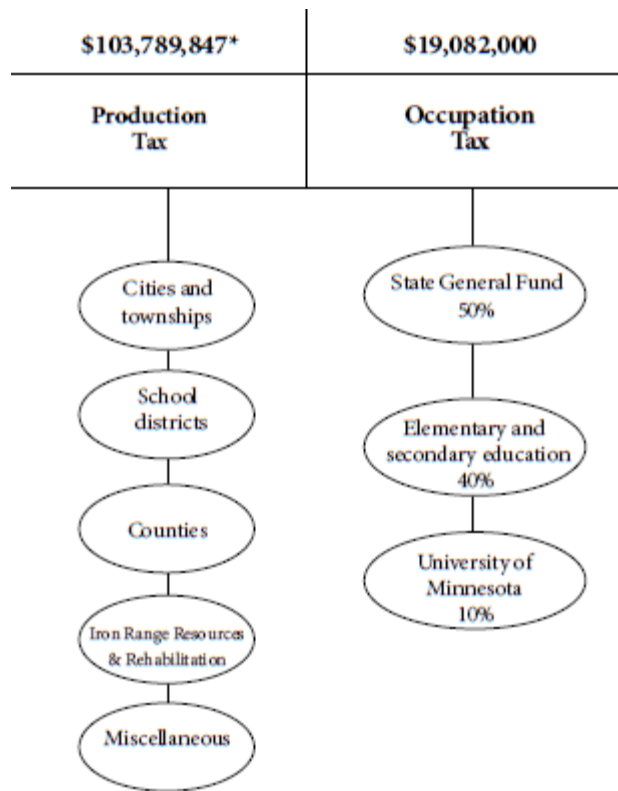 $103,789,847*
$19,082,000
Production
Tax
Occupation
Tax
Cities and
townships
School
districts
Counties
Iron Range Resources
& Rehabilitation
Miscellaneous
State General Fund
50%
Elementary and
secondary education
40%
University of
Minnesota
10%